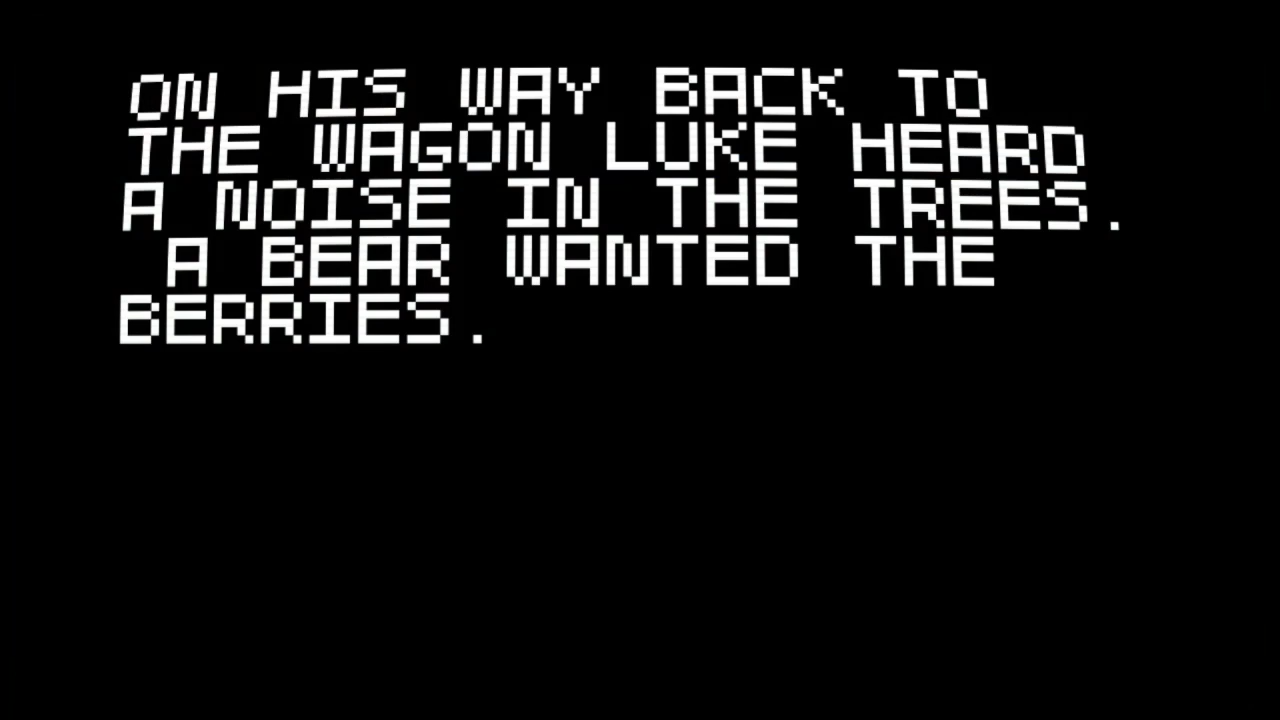 ON HIS WAY BACK TO
THE WAGON LUKE HEARD
A NOISE IN THE TREES.
A BEAR WANTED THE
BERRIES.